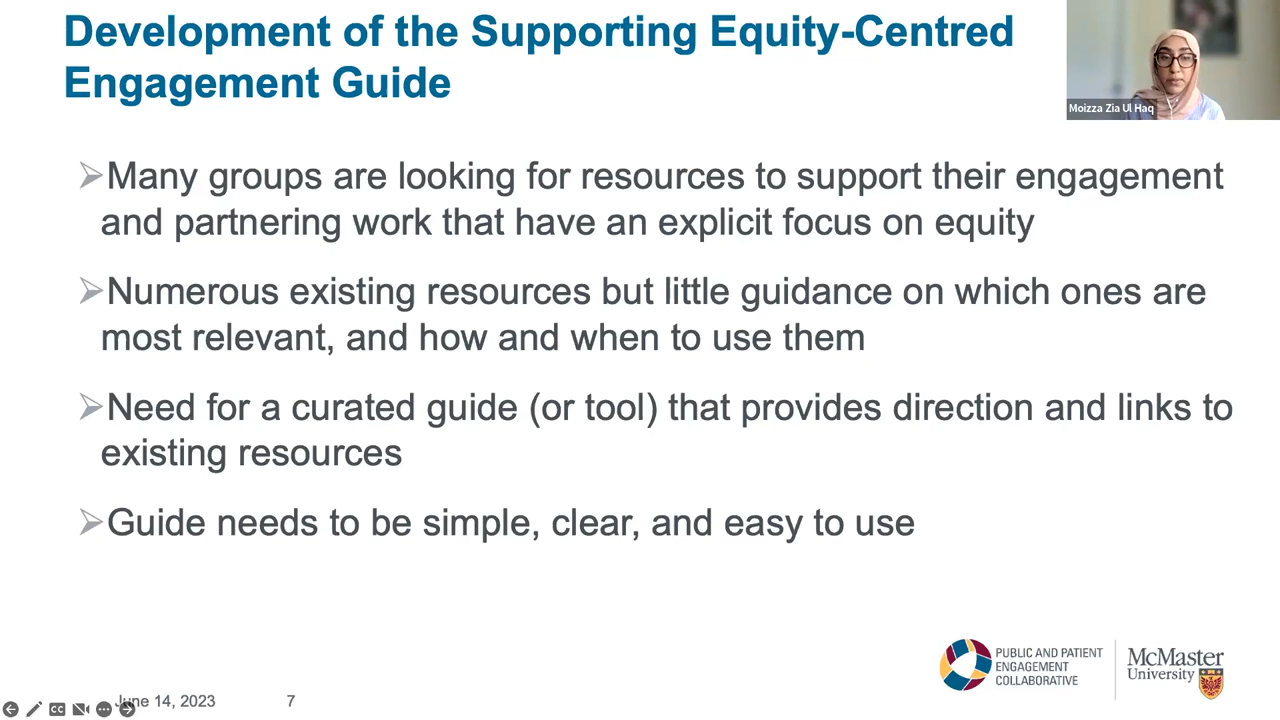 Development of the Supporting Equity-Centred
Engagement Guide
Moizza Zia Ul Haq
➢Many groups are looking for resources to support their engagement
and partnering work that have an explicit focus on equity
➢Numerous existing resources but little guidance on which ones are
most relevant, and how and when to use them
➢Need for a curated guide (or tool) that provides direction and links to
existing resources
➢Guide needs to be simple, clear, and easy to use
PUBLIC AND PATIENT
ENGAGEMENT
COLLABORATIVE
McMaster
University
CC
June 14, 2023
7